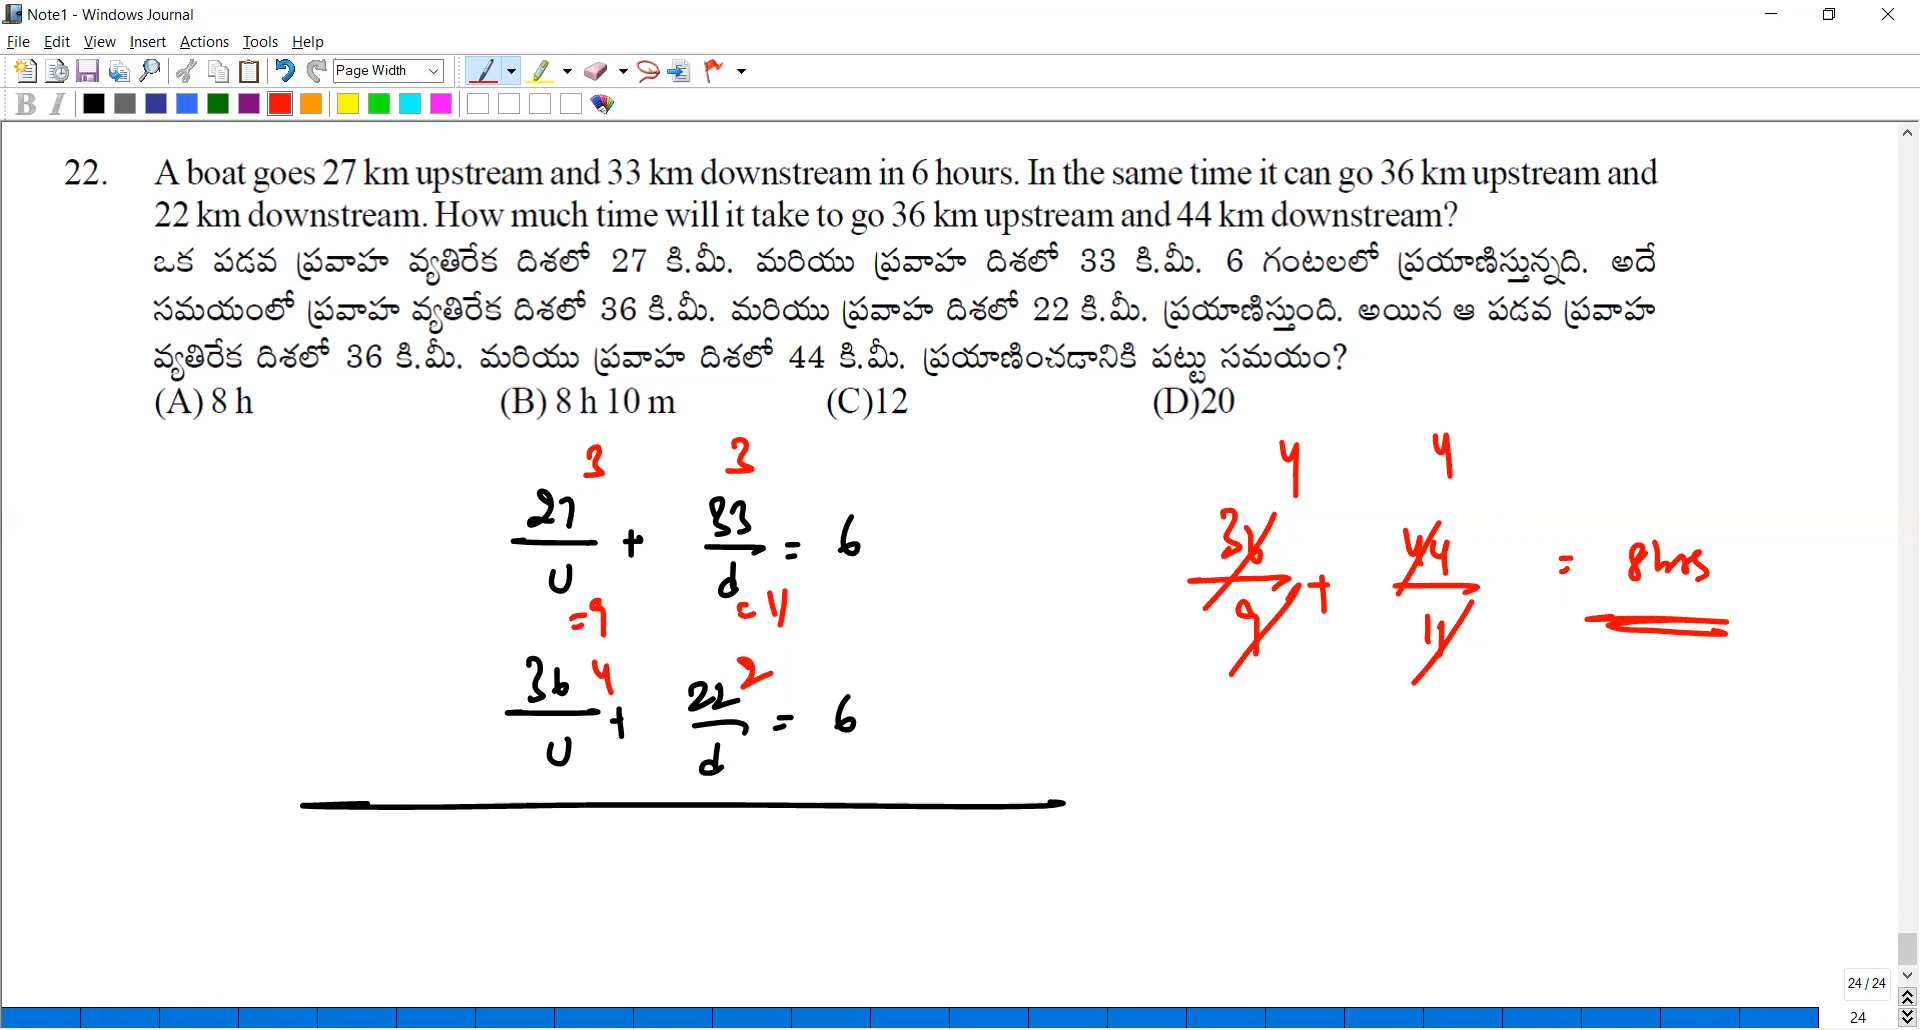 Note1 - Windows Journal
File Edit View Insert Actions Tools Help
Page Width
B I
22. A boat goes 27 km upstream and 33 km downstream in 6 hours. In the same time it can go 36 km upstream and
22 km downstream. How much time will it take to go 36 km upstream and 44 km downstream?
ఒక పడవ ప్రవాహ వ్యతిరేక దిశలో 27 కి.మీ. మరియు ప్రవాహ దిశలో 33 కి.మీ. 6 గంటలలో ప్రయాణిస్తున్నది. అదే
సమయంలో ప్రవాహ వ్యతిరేక దిశలో 36 కి.మీ. మరియు ప్రవాహ దిశలో 22 కి.మీ. ప్రయాణిస్తుంది. అయిన ఆ పడవ ప్రవాహ
వ్యతిరేక దిశలో 36 కి.మీ. మరియు ప్రవాహ దిశలో 44 కి.మీ. ప్రయాణించడానికి పట్టు సమయం?
(A) 8 h (B) 8 h 10 m (C)12 (D)20
3 3 4 4
27 33 36 44
+ = 6 + = 8hrs
U d 9 11
=9 =11
36 4 22 2
+ = 6
U d
24 / 24
24